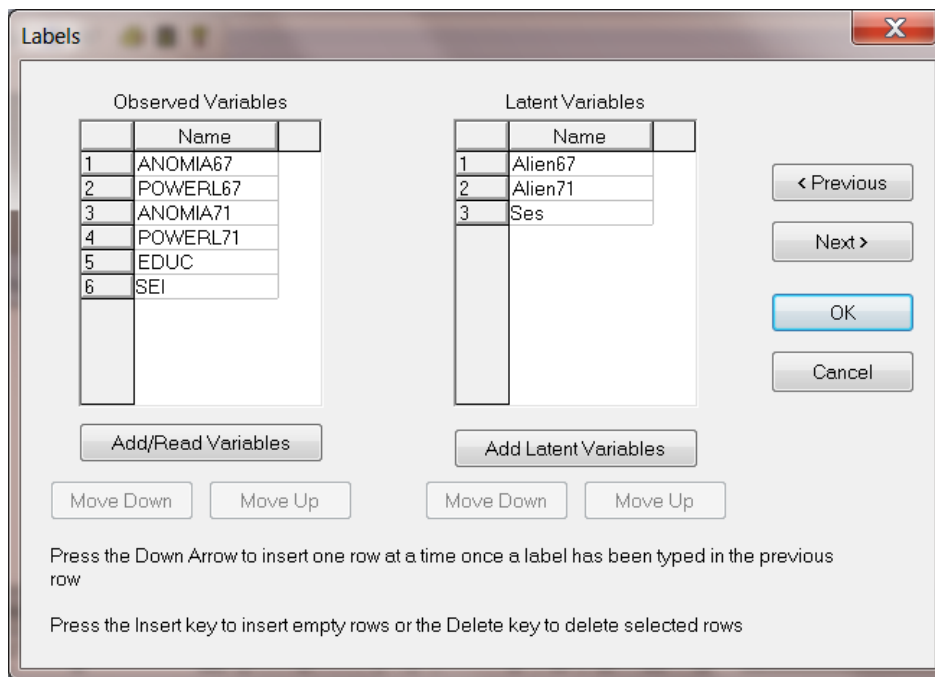 Labels
Observed Variables
Name
1 ANOMIA67
2 POWERL67
3 ANOMIA71
4 POWERL71
5 EDUC
6 SEI
Add/Read Variables
Move Down Move Up
Latent Variables
Name
1 Alien67
2 Alien71
3 Ses
Add Latent Variables
Move Down Move Up
< Previous
Next >
OK
Cancel
Press the Down Arrow to insert one row at a time once a label has been typed in the previous
row
Press the Insert key to insert empty rows or the Delete key to delete selected rows